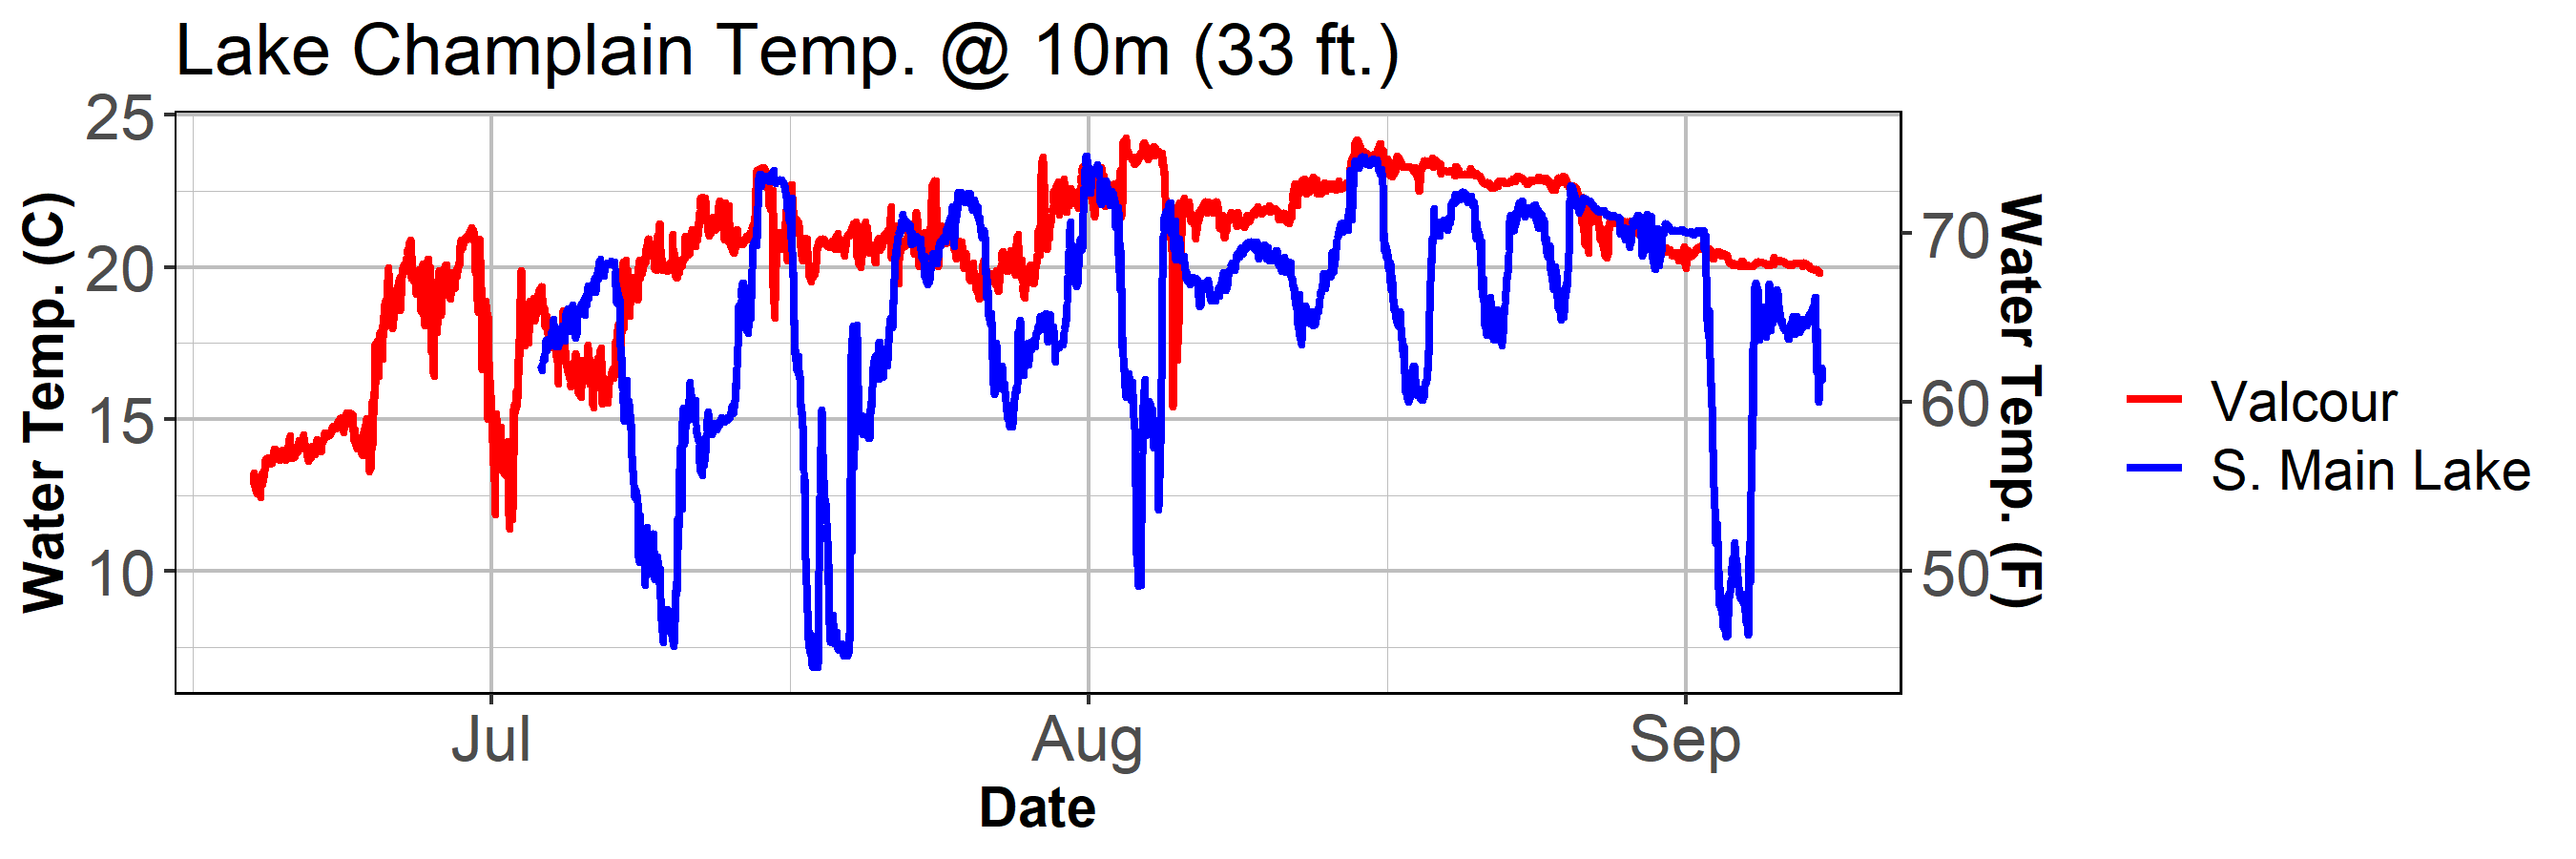 Lake Champlain Temp. @ 10m (33 ft.)
Water Temp. (C)
25
20
15
10
Water Temp. (F)
70
60
50
Jul
Aug
Sep
Date
Valcour
S. Main Lake